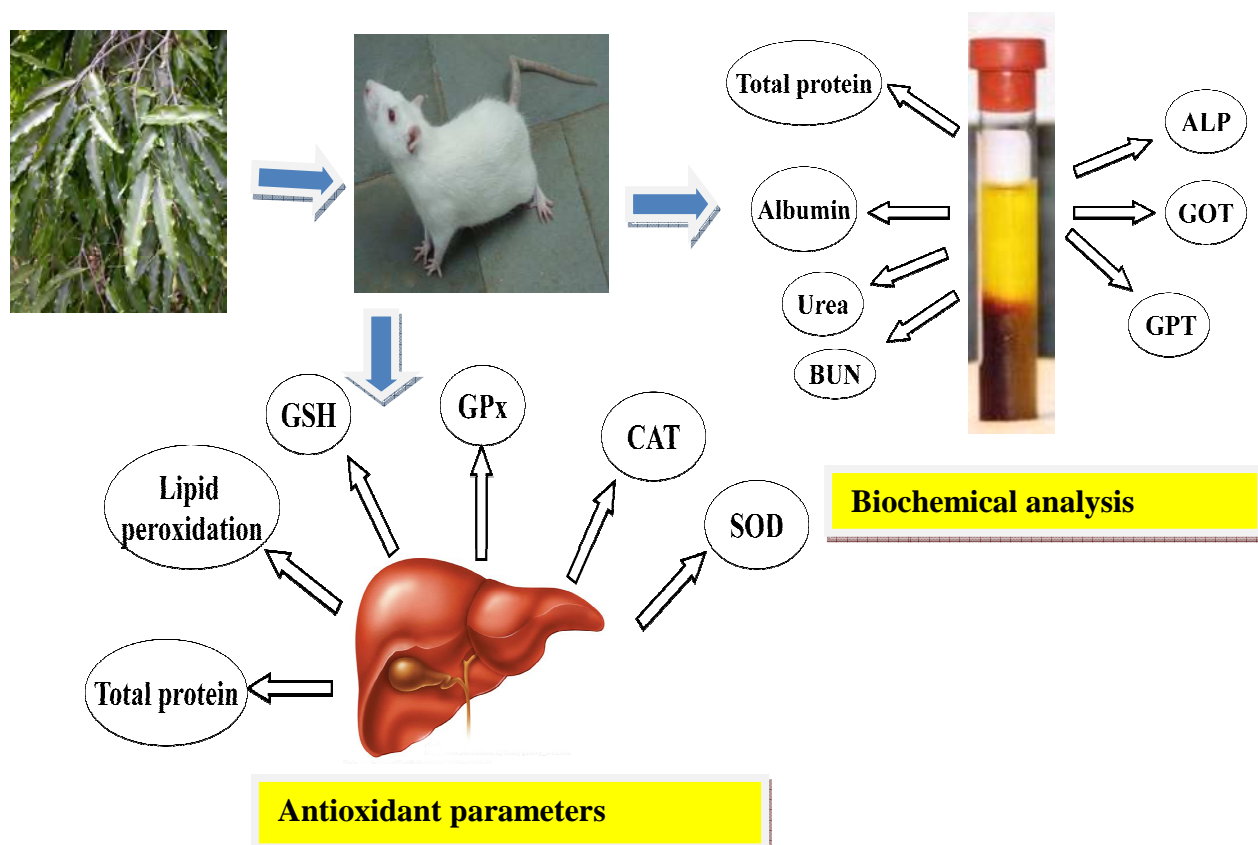 Total protein
Albumin
Urea
BUN
ALP
GOT
GPT
Biochemical analysis
GSH
GPx
CAT
SOD
Lipid
peroxidation
Total protein
Antioxidant parameters